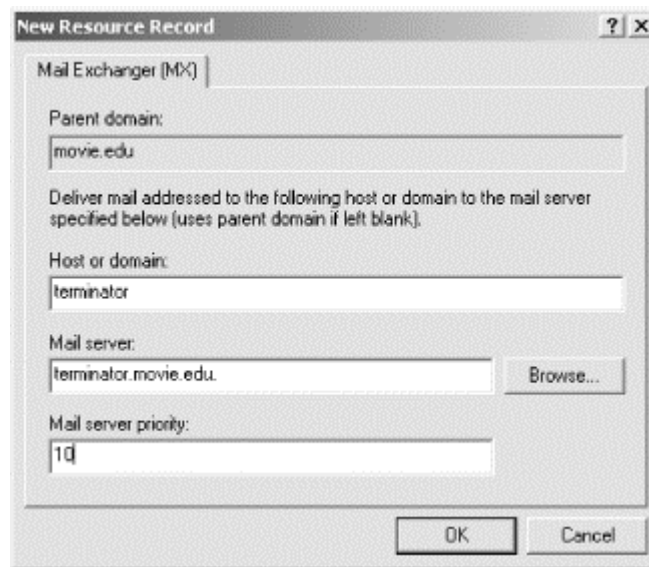 New Resource Record
Mail Exchanger (MX)
Parent domain:
movie.edu
Deliver mail addressed to the following host or domain to the mail server
specified below (uses parent domain if left blank).
Host or domain:
terminator
Mail server:
terminator.movie.edu.
Browse...
Mail server priority:
10
OK
Cancel